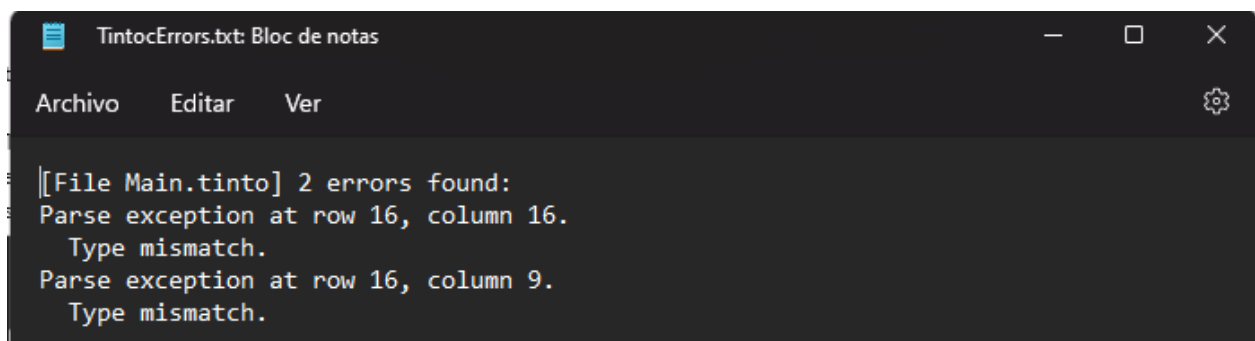 TintocErrors.txt: Bloc de notas
Archivo Editar Ver
[File Main.tinto] 2 errors found:
Parse exception at row 16, column 16.
  Type mismatch.
Parse exception at row 16, column 9.
  Type mismatch.